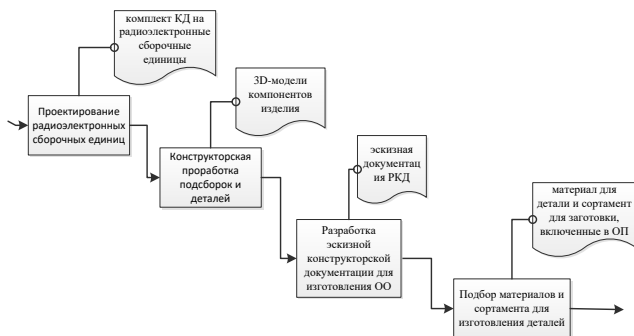 комплект КД на
радиоэлектронные
сборочные
единицы
Проектирование
радиоэлектронных
сборочных единиц
3D-модели
компонентов
изделия
Конструкторская
проработка
подсборок и
деталей
эскизная
документац
ия РКД
Разработка
эскизной
конструкторской
документации для
изготовления ОО
материал для
детали и сортамент
для заготовки,
включенные в ОП
Подбор материалов и
сортамента для
изготовления деталей